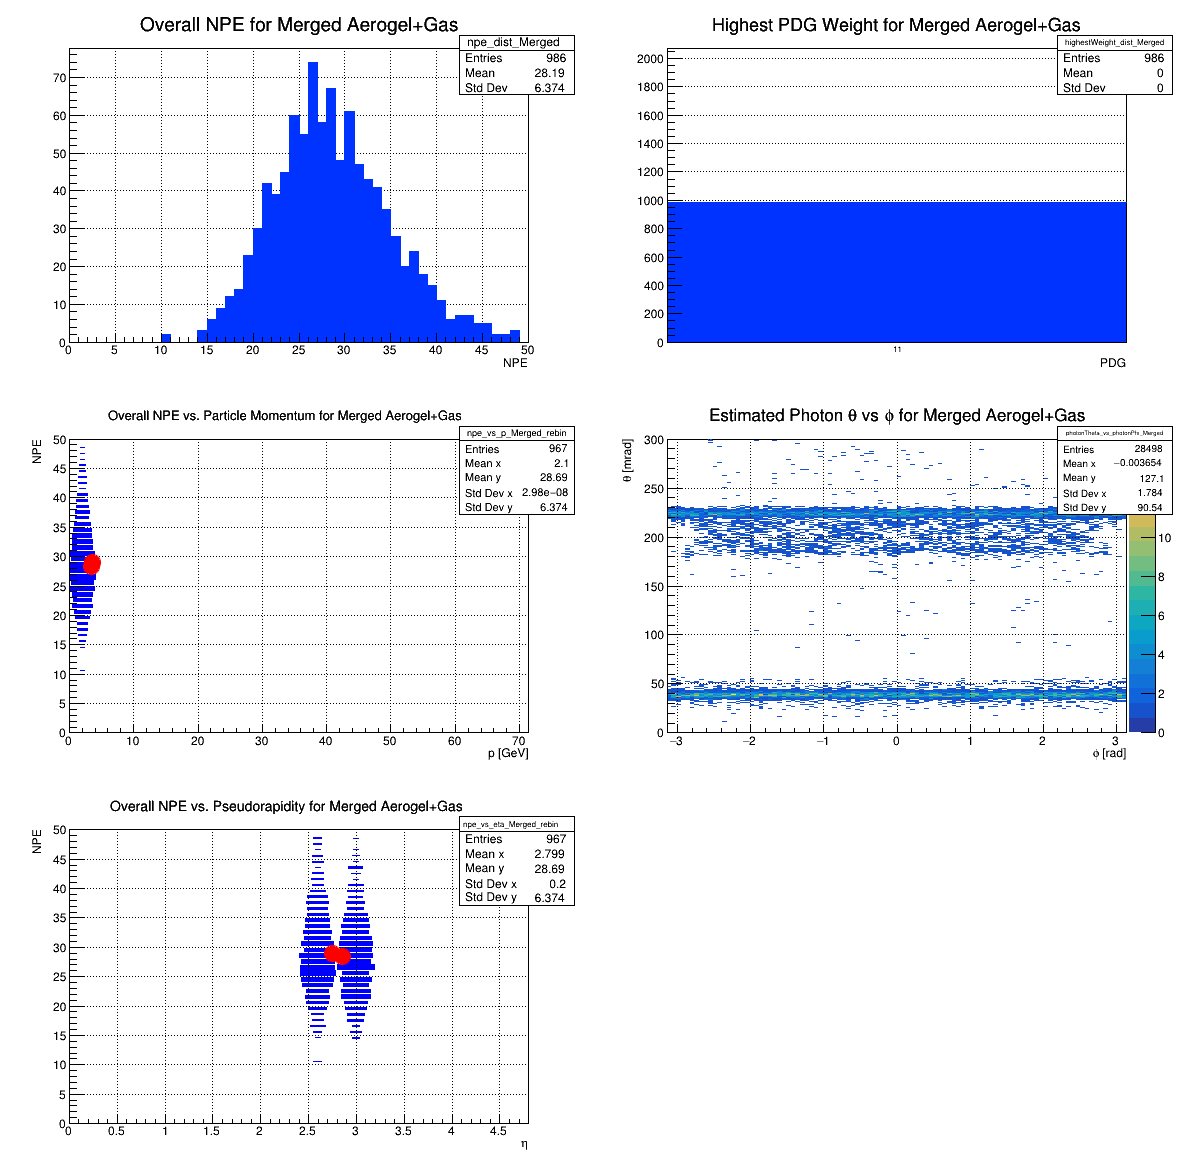 Overall NPE for Merged Aerogel+Gas
npe_dist_Merged
Entries 986
Mean 28.19
Std Dev 6.374
70
60
50
40
30
20
10
0
0 5 10 15 20 25 30 35 40 45 50
NPE
Highest PDG Weight for Merged Aerogel+Gas
highestWeight_dist_Merged
Entries 986
Mean 0
Std Dev 0
2000
1800
1600
1400
1200
1000
800
600
400
200
0
11
PDG
Overall NPE vs. Particle Momentum for Merged Aerogel+Gas
npe_vs_p_Merged_rebin
Entries 967
Mean x 2.1
Mean y 28.69
Std Dev x 2.98e−08
Std Dev y 6.374
NPE
50
45
40
35
30
25
20
15
10
5
0
0 10 20 30 40 50 60 70
p [GeV]
Estimated Photon θ vs ϕ for Merged Aerogel+Gas
photonTheta_vs_photonPhi_Merged
Entries 28498
Mean x −0.003654
Mean y 127.1
Std Dev x 1.784
Std Dev y 90.54
θ [mrad]
300
250
200
150
100
50
0
−3 −2 −1 0 1 2 3
ϕ [rad]
10
8
6
4
2
0
Overall NPE vs. Pseudorapidity for Merged Aerogel+Gas
npe_vs_eta_Merged_rebin
Entries 967
Mean x 2.799
Mean y 28.69
Std Dev x 0.2
Std Dev y 6.374
NPE
50
45
40
35
30
25
20
15
10
5
0
0 0.5 1 1.5 2 2.5 3 3.5 4 4.5
η